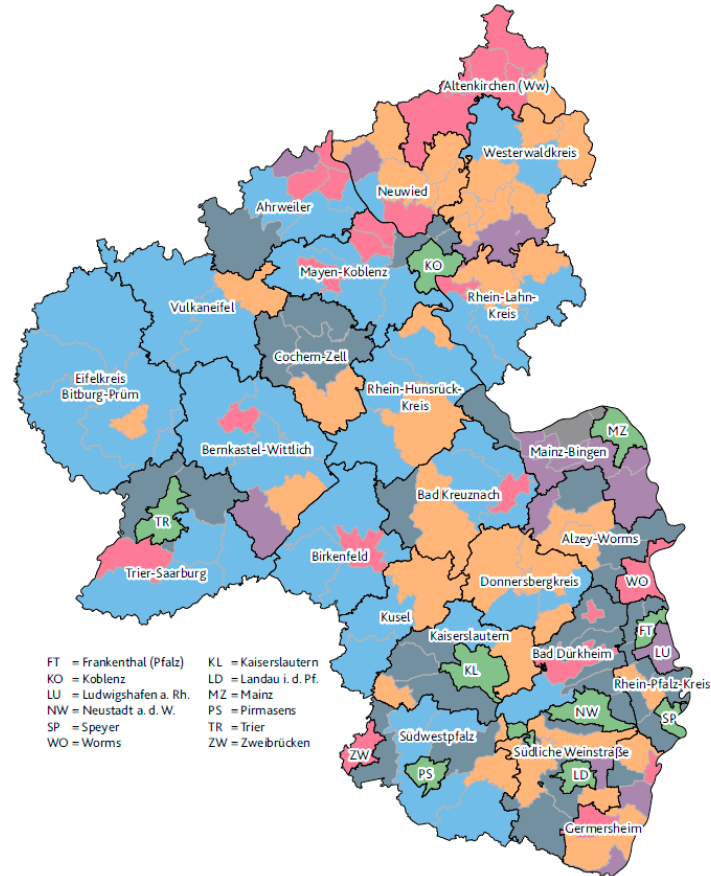 Altenkirchen (Ww)
Westerwaldkreis
Neuwied
Ahrweiler
KO
Mayen-Koblenz
Rhein-Lahn-
Kreis
Vulkaneifel
Cochem-Zell
Eifelkreis
Bitburg-Prüm
Rhein-Hunsrück-
Kreis
MZ
Bernkastel-Wittlich
Mainz-Bingen
Bad Kreuznach
TR
Alzey-Worms
Birkenfeld
Trier-Saarburg
Donnersbergkreis
WO
Kusel
Kaiserslautern
FT
LU
Bad Dürkheim
KL
Rhein-Pfalz-Kreis
NW
SP
Südwestpfalz
Südliche Weinstraße
ZW
PS
LD
Germersheim
FT = Frankenthal (Pfalz)
KO = Koblenz
LU = Ludwigshafen a. Rh.
NW = Neustadt a. d. W.
SP = Speyer
WO = Worms
KL = Kaiserslautern
LD = Landau i. d. Pf.
MZ = Mainz
PS = Pirmasens
TR = Trier
ZW = Zweibrücken